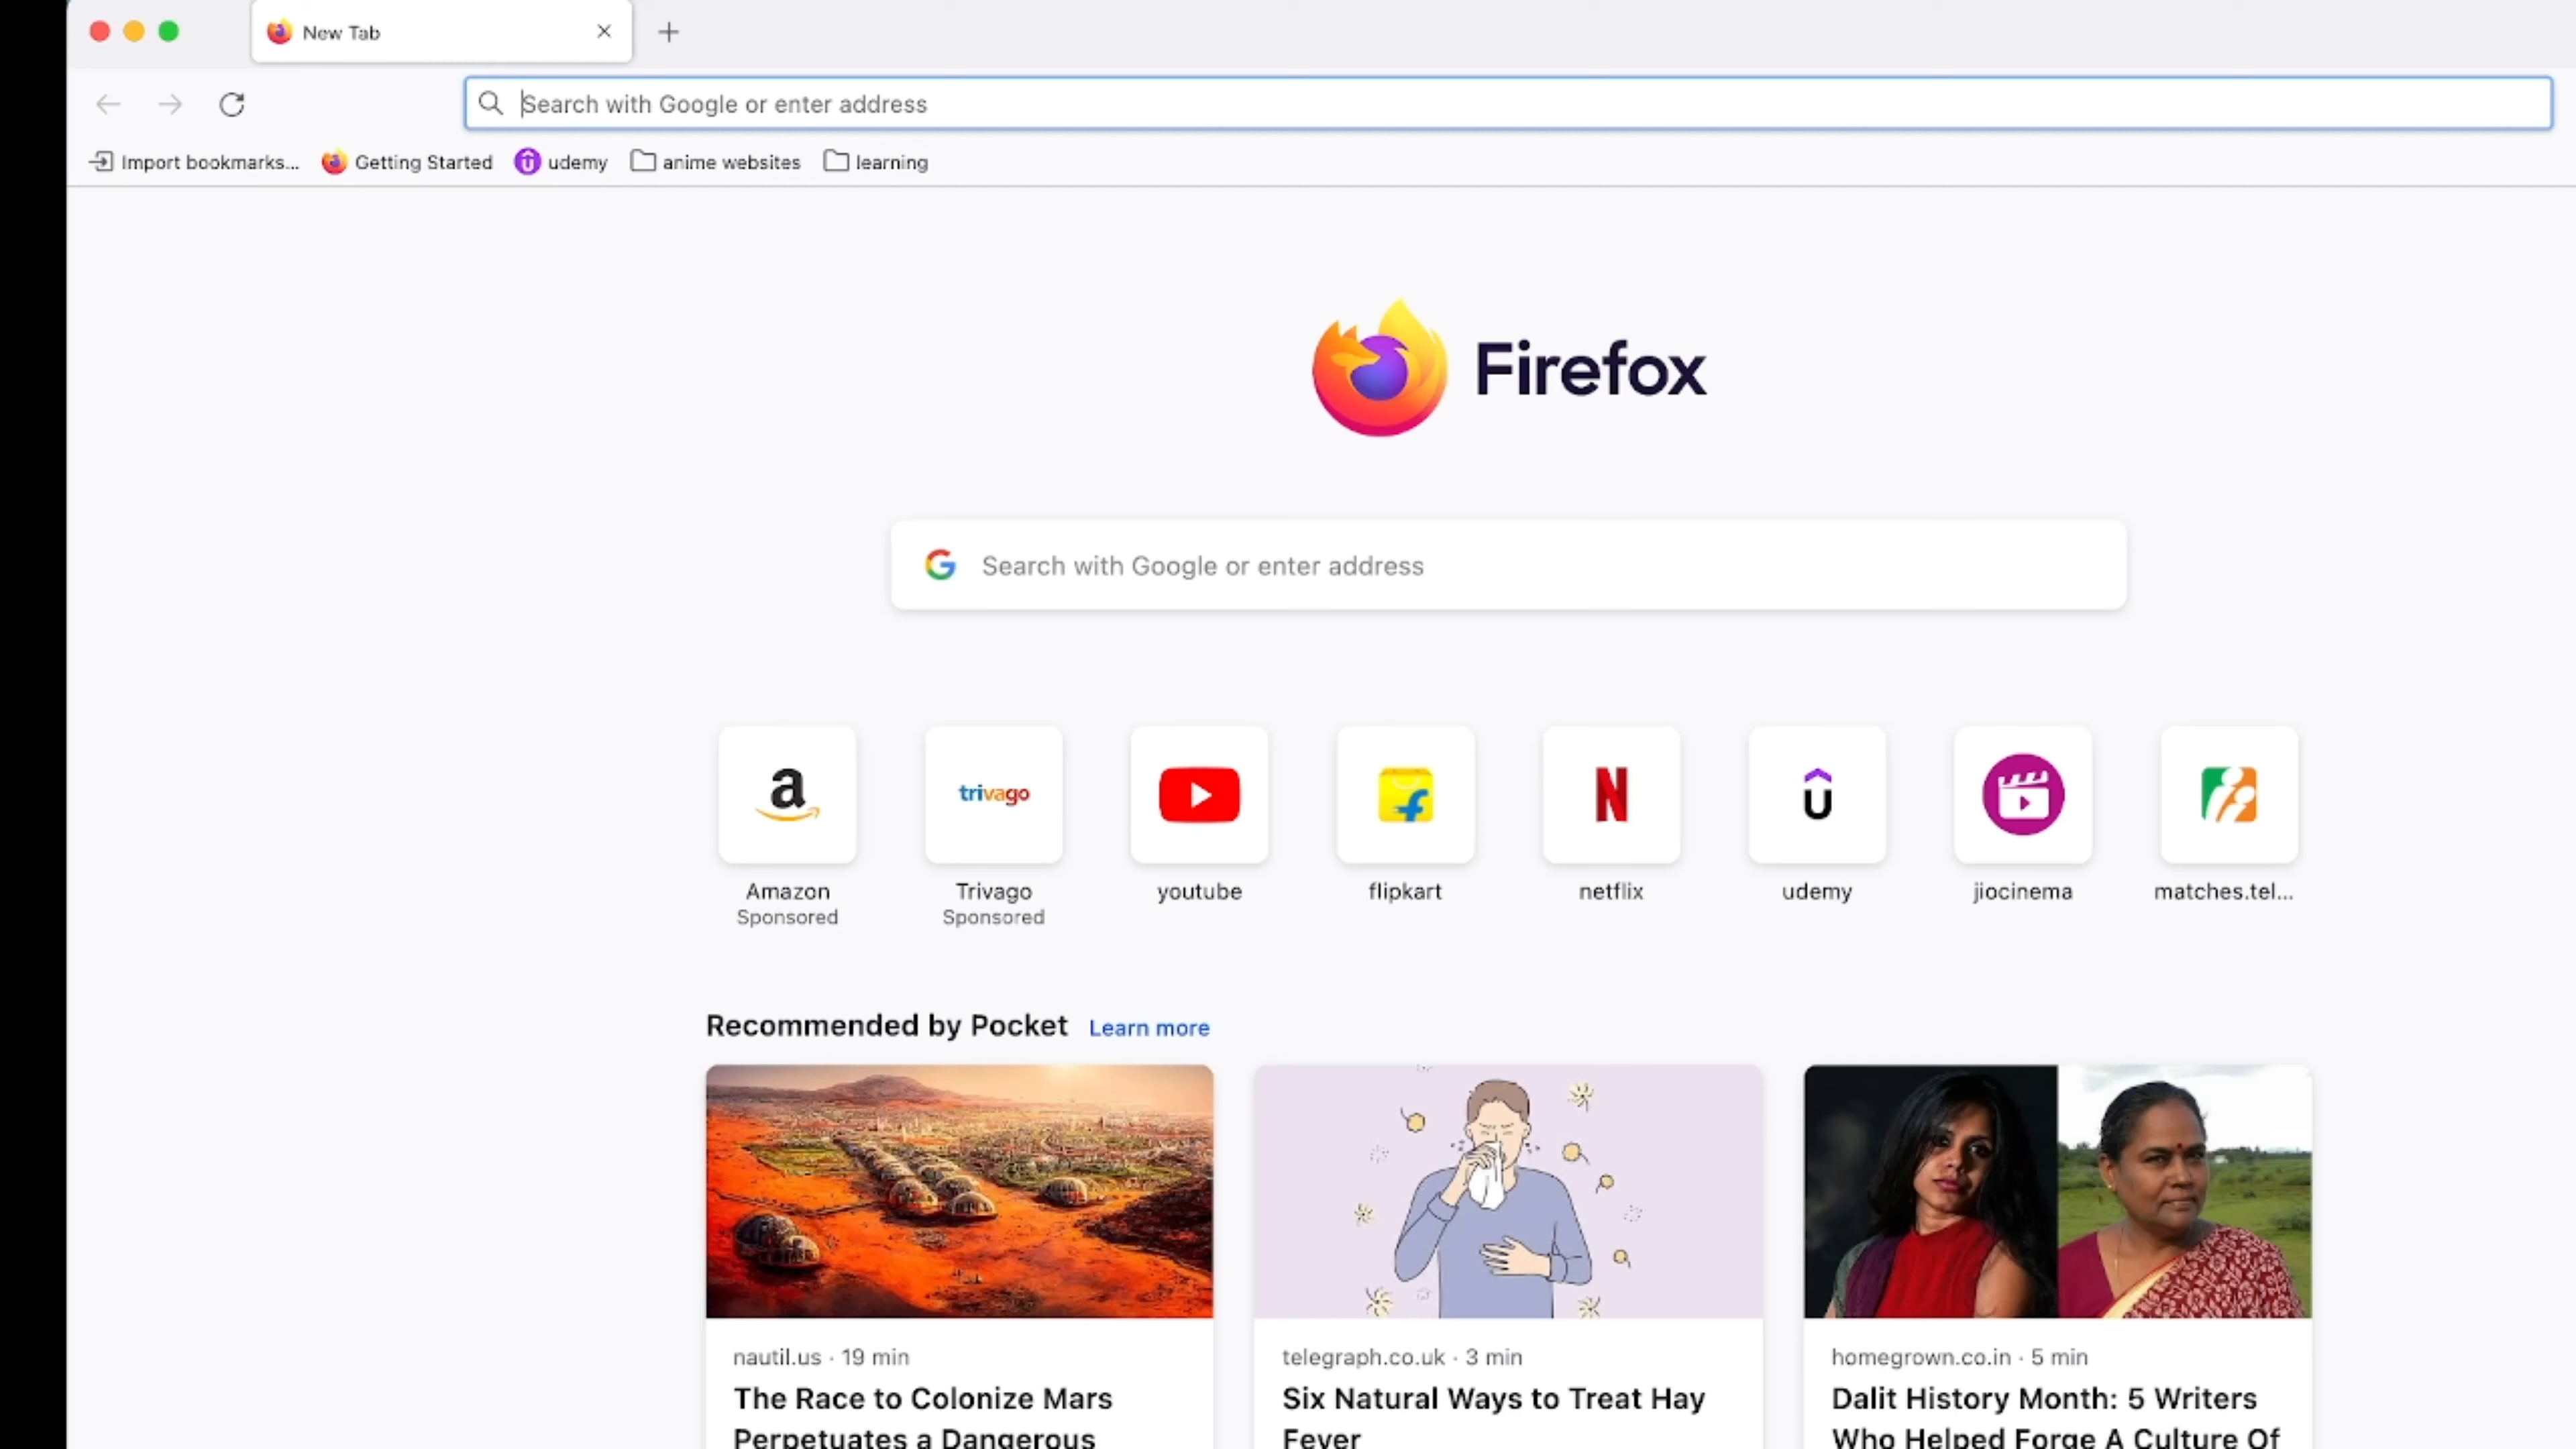 New Tab
Search with Google or enter address
Import bookmarks...
Getting Started
udemy
anime websites
learning
Firefox
Search with Google or enter address
a
trivago
N
Amazon
Sponsored
Trivago
Sponsored
youtube
flipkart
netflix
udemy
jiocinema
matches.tel...
Recommended by Pocket
Learn more
nautil.us · 19 min
The Race to Colonize Mars
Perpetuates a Dangerous
telegraph.co.uk · 3 min
Six Natural Ways to Treat Hay
Fever
homegrown.co.in · 5 min
Dalit History Month: 5 Writers
Who Helped Forge A Culture Of